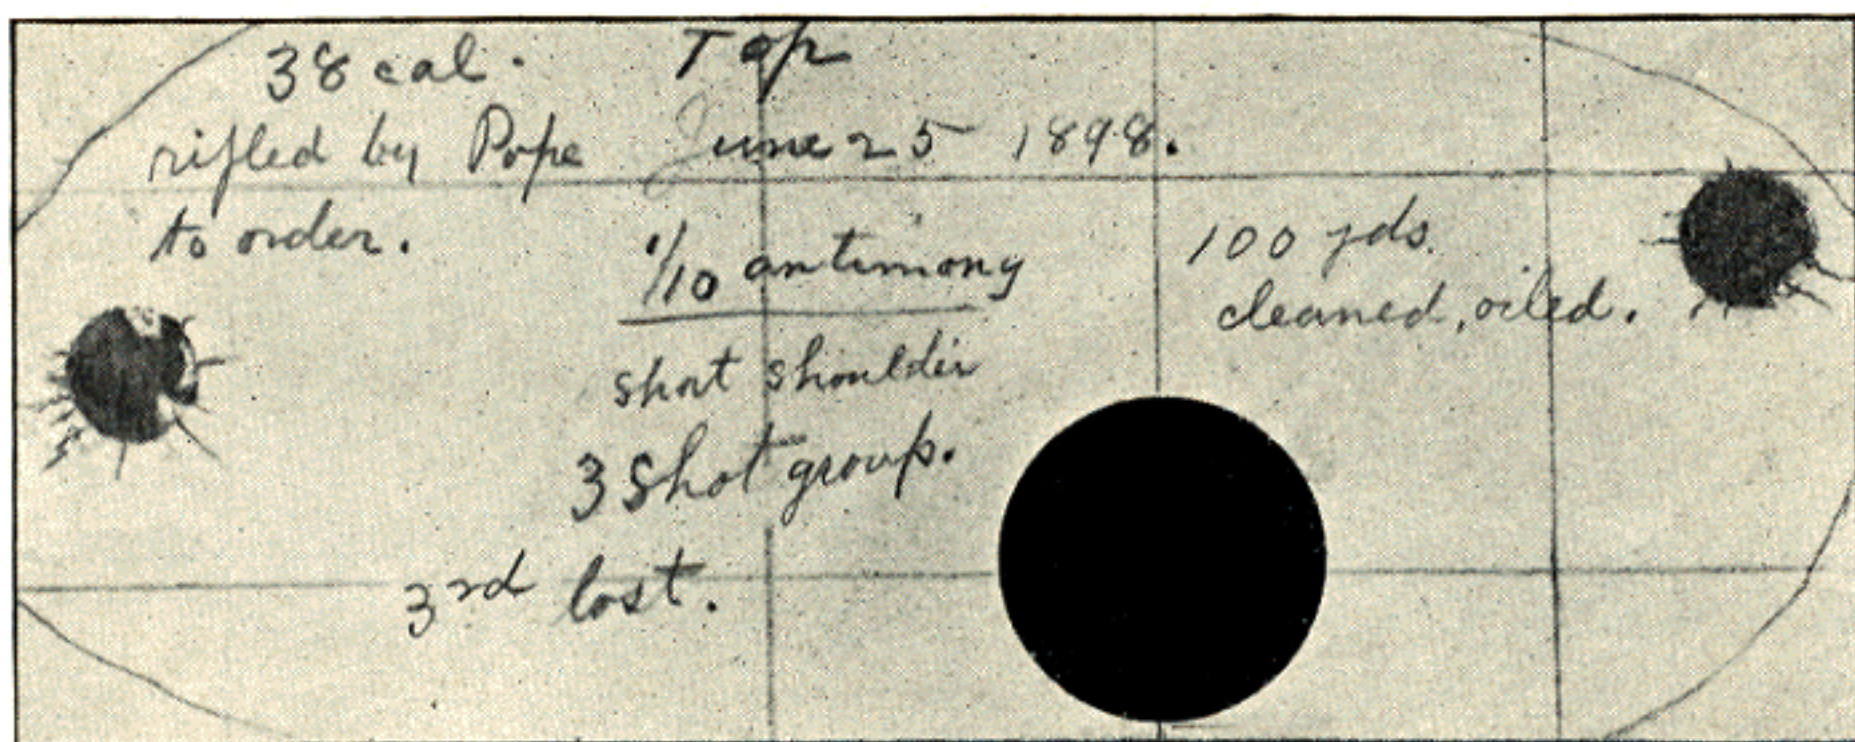 38 cal. Top
rifled by Pope June 25 1898.
to order.
1/10 antimony
short shoulder
3 Shot group.
3rd lost.
100 yds.
cleaned, oiled.